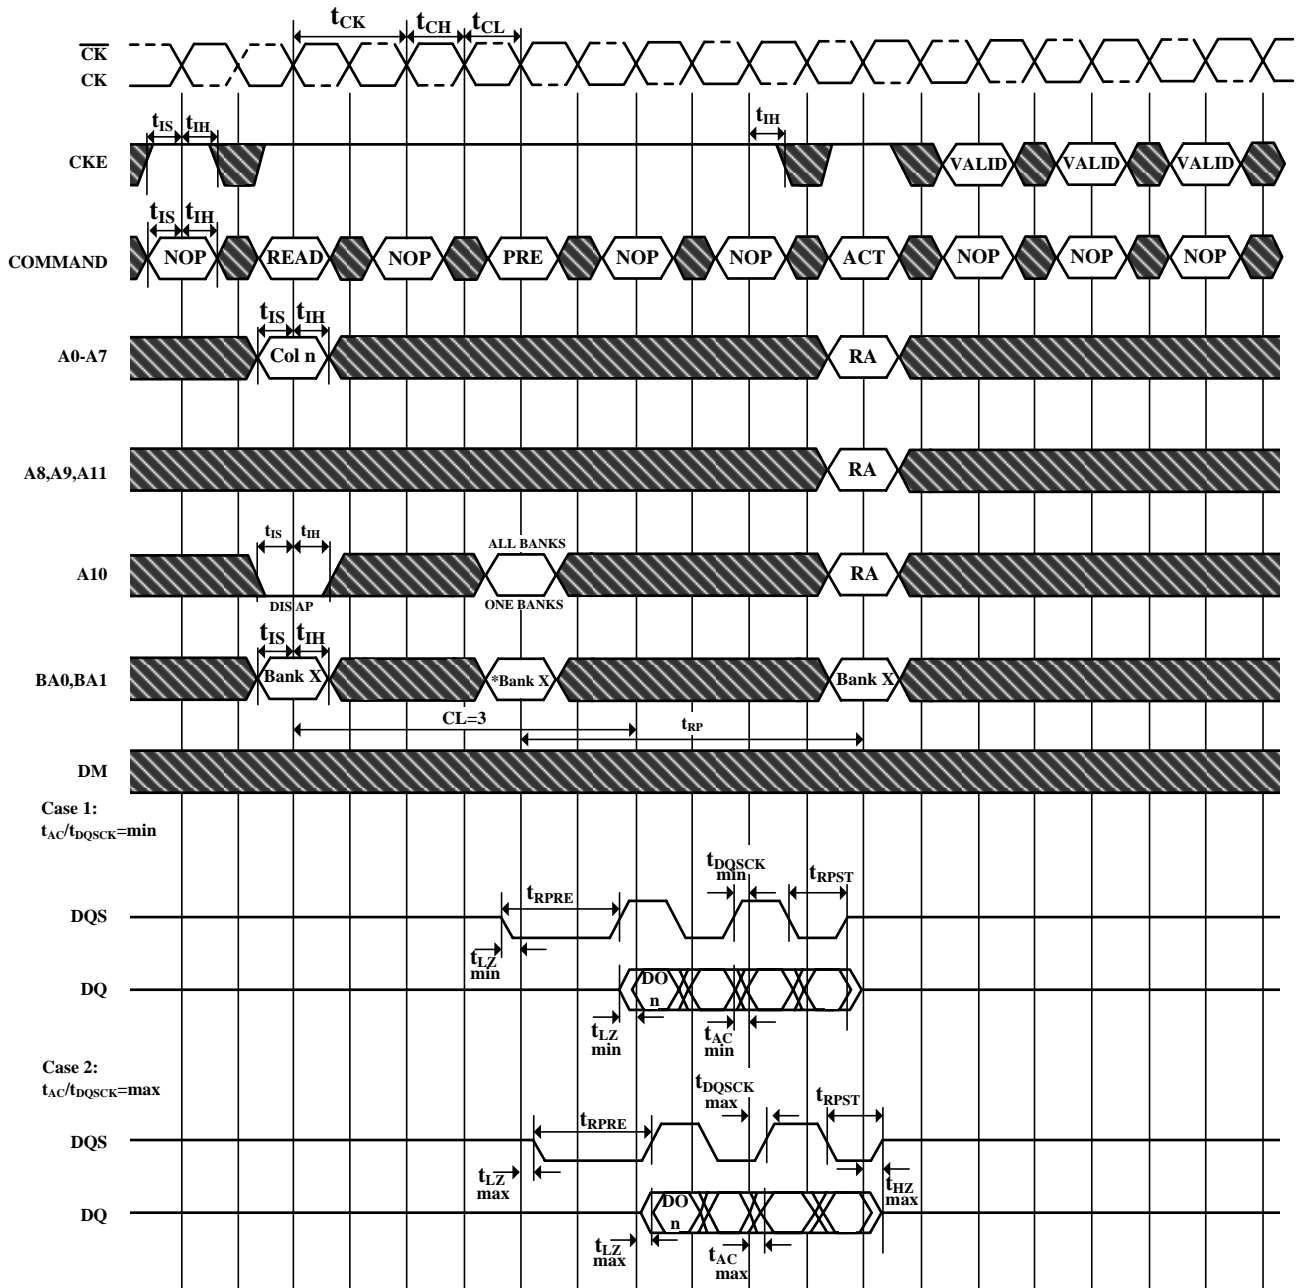 tCK tCH tCL
CK
CK
tIS tIH tIH
CKE VALID VALID VALID
tIS tIH
COMMAND NOP READ NOP PRE NOP NOP ACT NOP NOP NOP
tIS tIH
A0-A7 Col n RA
A8,A9,A11 RA
tIS tIH ALL BANKS
A10 RA
DIS AP ONE BANKS
tIS tIH
BA0,BA1 Bank X *Bank X Bank X
CL=3 tRP
DM
Case 1:
tAC/tDQSCK=min
tDQSCK
min
tRPST
tRPRE
DQS
tLZ
min
DQ DO
n
tLZ
min
tAC
min
Case 2:
tAC/tDQSCK=max
tDQSCK
max
tRPST
tRPRE
DQS
tLZ
max
tHZ
max
DQ DO
n
tLZ
max
tAC
max